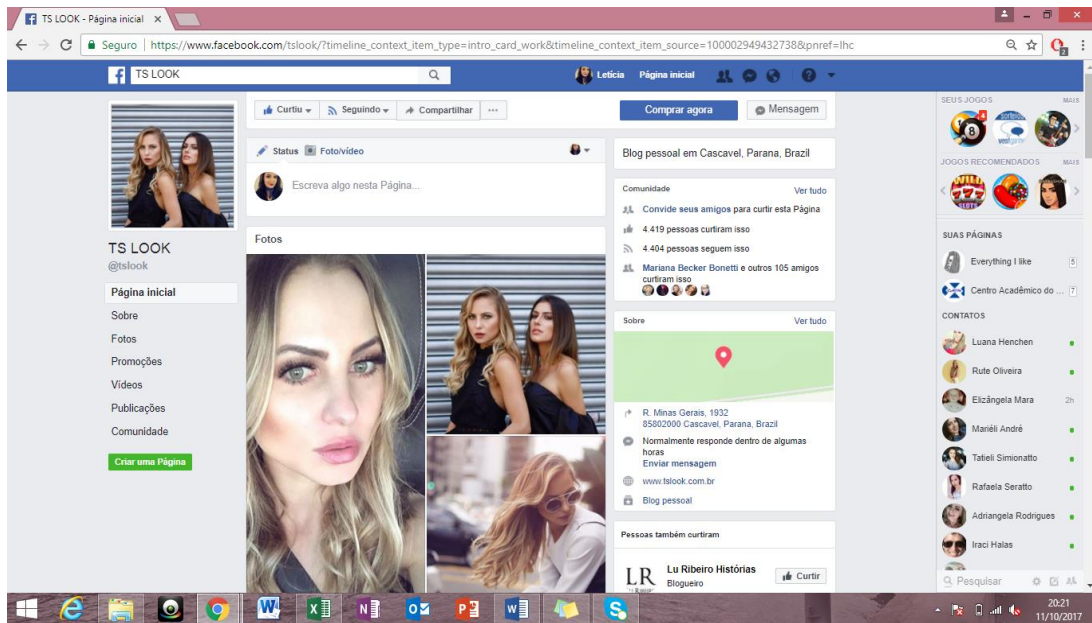 TS LOOK - Página inicial
Seguro | https://www.facebook.com/tslook/?timeline_context_item_type=intro_card_work&timeline_context_item_source=100002949432738&pnref=lhc
TS LOOK
Letícia Página inicial
TS LOOK
@tslook
Página inicial
Sobre
Fotos
Promoções
Vídeos
Publicações
Comunidade
Criar uma Página
Curtiu Seguindo Compartilhar ...
Comprar agora Mensagem
Status Foto/vídeo
Escreva algo nesta Página...
Fotos
Blog pessoal em Cascavel, Parana, Brazil
Comunidade Ver tudo
Convide seus amigos para curtir esta Página
4.419 pessoas curtiram isso
4.404 pessoas seguem isso
Mariana Becker Bonetti e outros 105 amigos
curtiram isso
Sobre Ver tudo
R. Minas Gerais, 1932
85802000 Cascavel, Parana, Brazil
Normalmente responde dentro de algumas
horas
Enviar mensagem
www.tslook.com.br
Blog pessoal
Pessoas também curtiram
LR
Lu Ribeiro Histórias
Blogueiro
Curtir
SEUS JOGOS MAIS
8
4
JOGOS RECOMENDADOS MAIS
WILD
777
SLOTS
SUAS PÁGINAS
Everything I like 6
Centro Acadêmico do ... 7
CONTATOS
Luana Henchen
Rute Oliveira
Elizângela Mara 2h
Mariéli André
Tatieli Simionatto
Rafaela Seratto
Adriangela Rodrigues
Iraci Halas
Pesquisar
20:21
11/10/2017